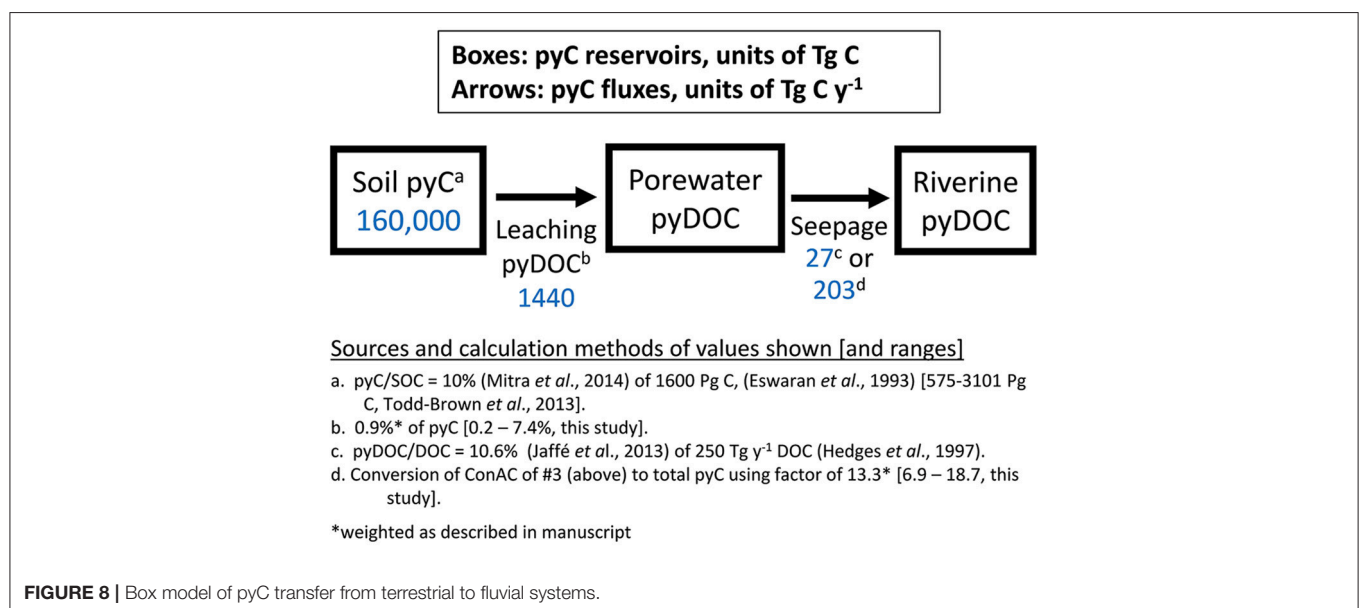 Boxes: pyC reservoirs, units of Tg C
Arrows: pyC fluxes, units of Tg C y⁻¹
Soil pyCᵃ
160,000
Leaching
pyDOCᵇ
1440
Porewater
pyDOC
Seepage
27ᶜ or
203ᵈ
Riverine
pyDOC
Sources and calculation methods of values shown [and ranges]
a. pyC/SOC = 10% (Mitra et al., 2014) of 1600 Pg C, (Eswaran et al., 1993) [575-3101 Pg
C, Todd-Brown et al., 2013].
b. 0.9%* of pyC [0.2 – 7.4%, this study].
c. pyDOC/DOC = 10.6% (Jaffé et al., 2013) of 250 Tg y⁻¹ DOC (Hedges et al., 1997).
d. Conversion of ConAC of #3 (above) to total pyC using factor of 13.3* [6.9 – 18.7, this
study].
*weighted as described in manuscript
FIGURE 8 | Box model of pyC transfer from terrestrial to fluvial systems.